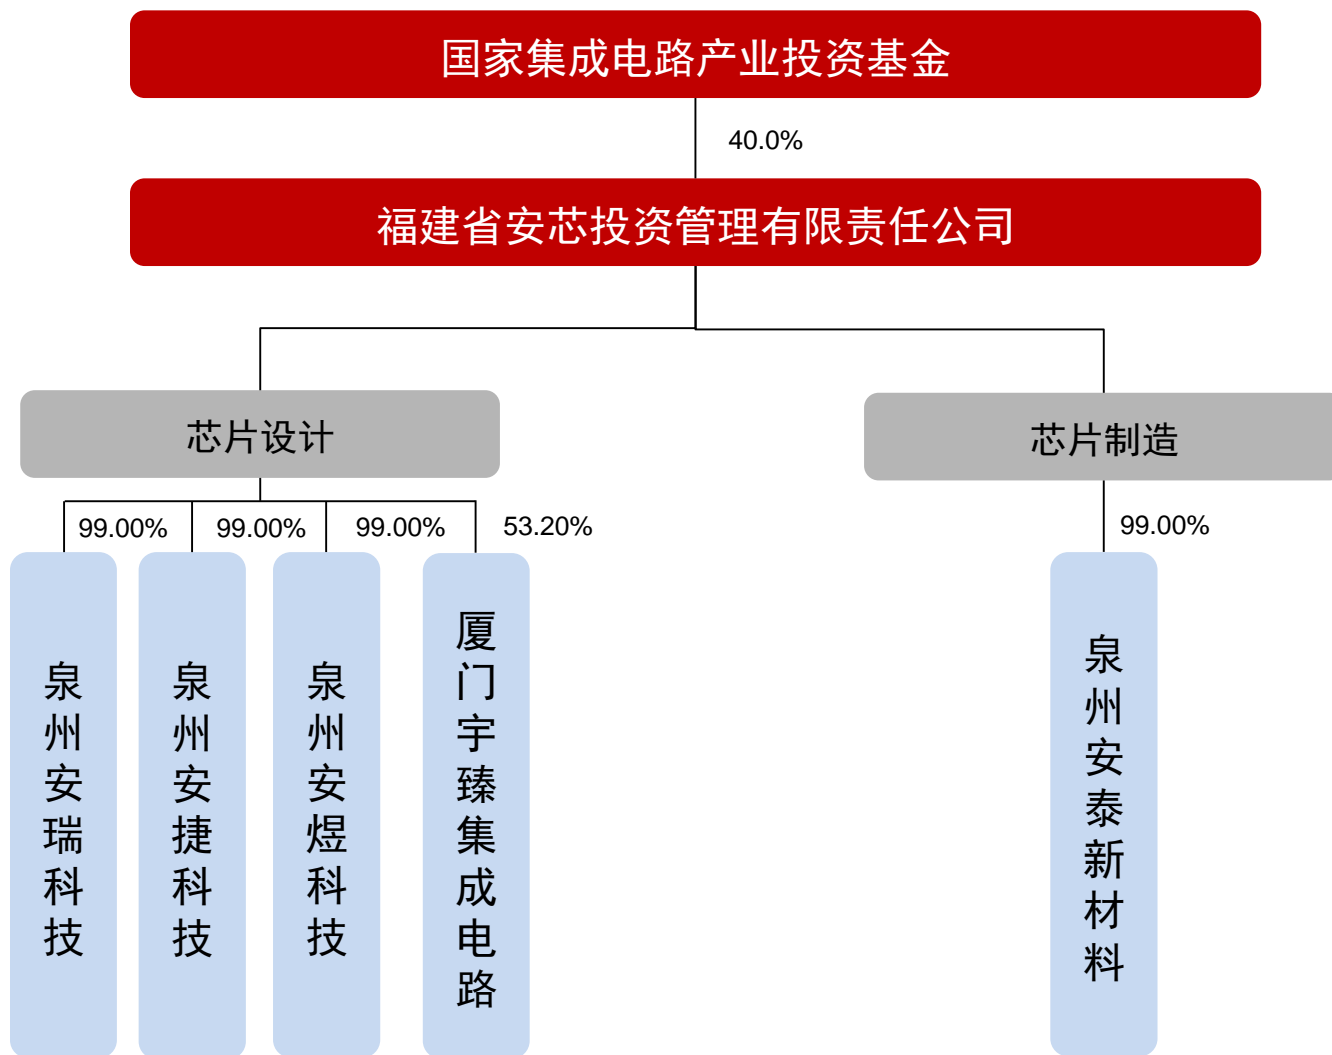 国家集成电路产业投资基金
40.0%
福建省安芯投资管理有限责任公司
芯片设计
芯片制造
99.00%
99.00%
99.00%
53.20%
99.00%
泉州安瑞科技
泉州安捷科技
泉州安煜科技
厦门宇臻集成电路
泉州安泰新材料